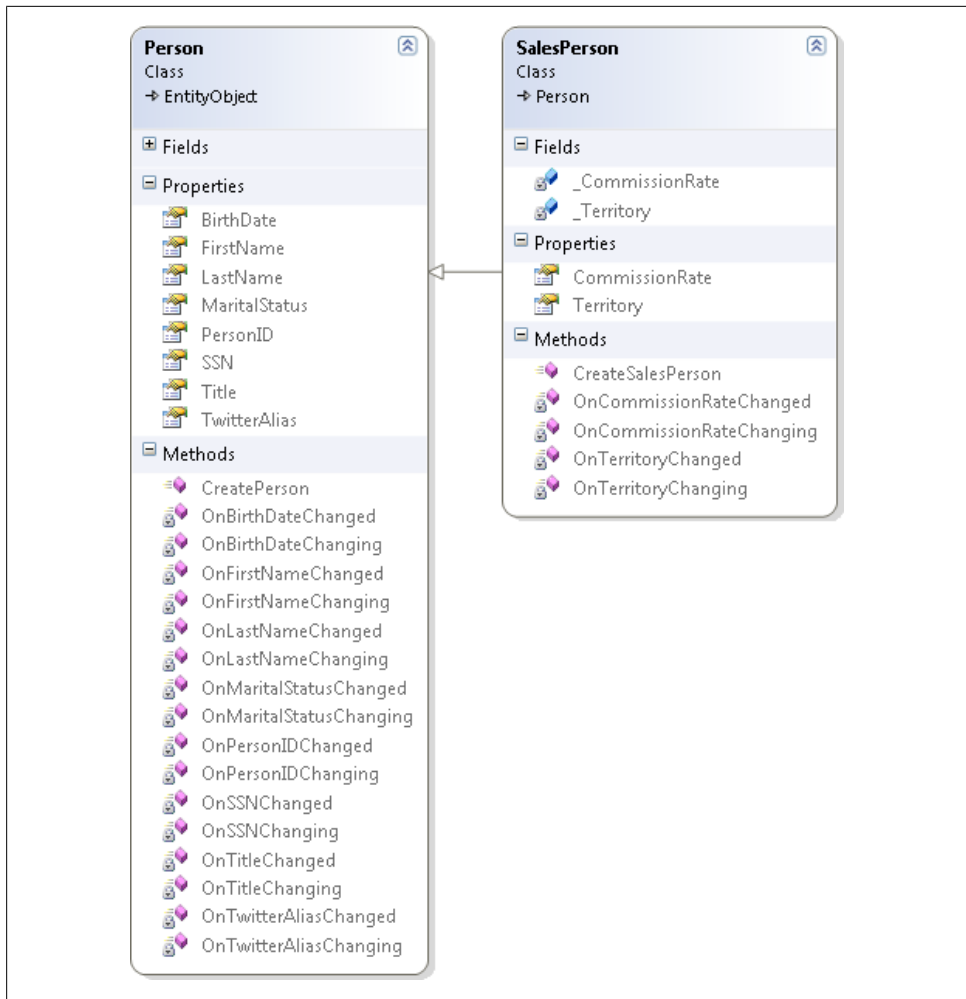 Person
Class
EntityObject
Fields
Properties
BirthDate
FirstName
LastName
MaritalStatus
PersonID
SSN
Title
TwitterAlias
Methods
CreatePerson
OnBirthDateChanged
OnBirthDateChanging
OnFirstNameChanged
OnFirstNameChanging
OnLastNameChanged
OnLastNameChanging
OnMaritalStatusChanged
OnMaritalStatusChanging
OnPersonIDChanged
OnPersonIDChanging
OnSSNChanged
OnSSNChanging
OnTitleChanged
OnTitleChanging
OnTwitterAliasChanged
OnTwitterAliasChanging
SalesPerson
Class
Person
Fields
_CommissionRate
_Territory
Properties
CommissionRate
Territory
Methods
CreateSalesPerson
OnCommissionRateChanged
OnCommissionRateChanging
OnTerritoryChanged
OnTerritoryChanging